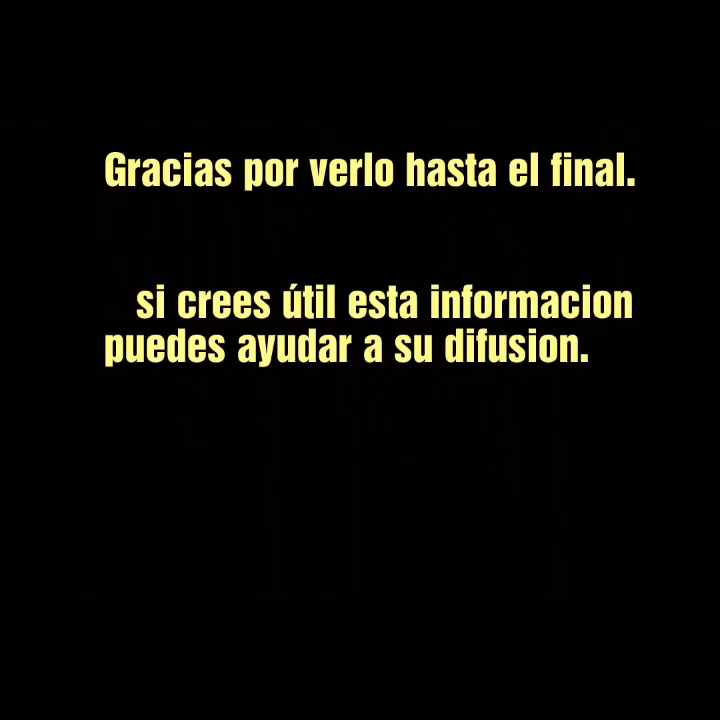 Gracias por verlo hasta el final.
si crees útil esta informacion
puedes ayudar a su difusion.